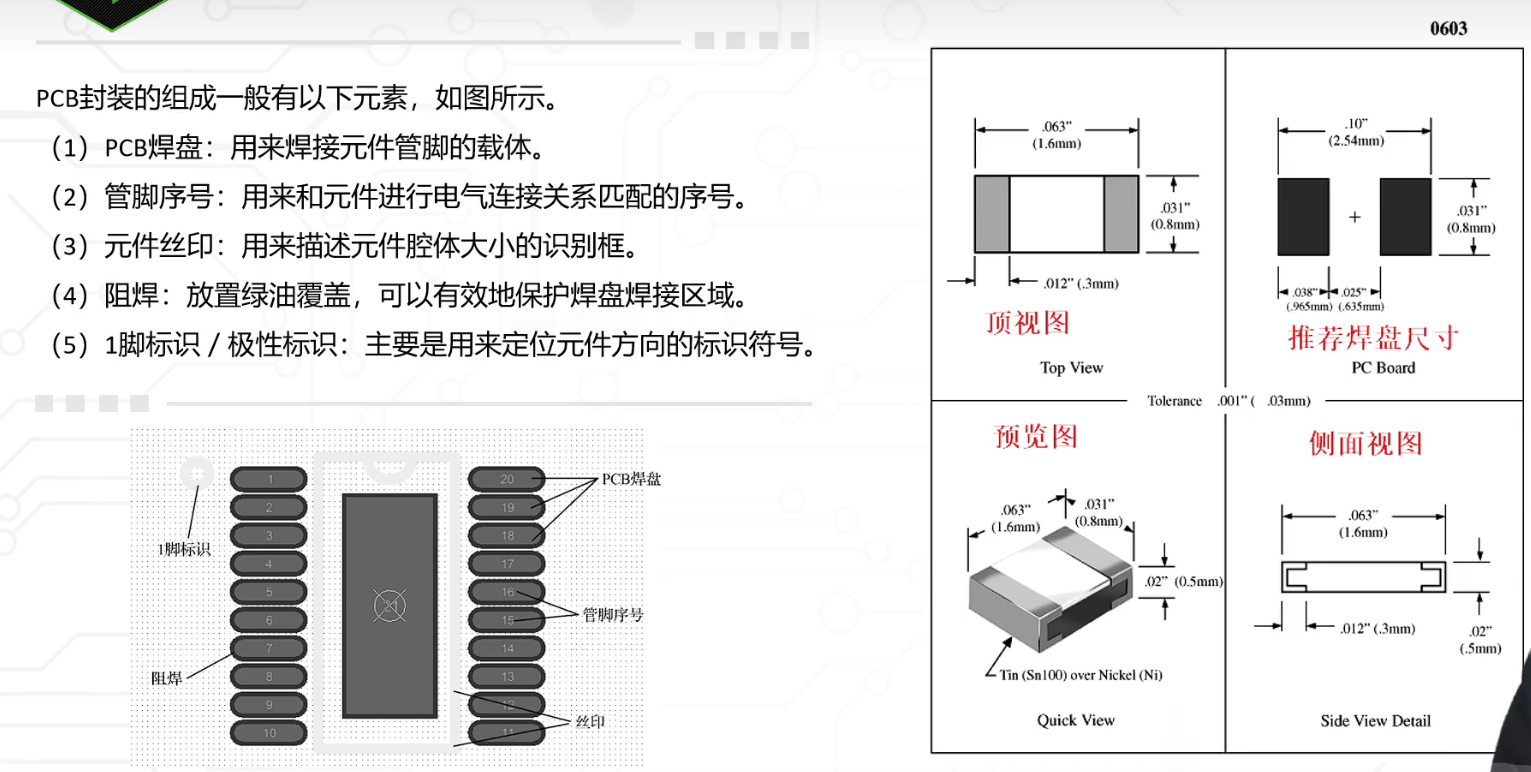 PCB封装的组成一般有以下元素，如图所示。
（1）PCB焊盘：用来焊接元件管脚的载体。
（2）管脚序号：用来和元件进行电气连接关系匹配的序号。
（3）元件丝印：用来描述元件腔体大小的识别框。
（4）阻焊：放置绿油覆盖，可以有效地保护焊盘焊接区域。
（5）1脚标识 / 极性标识：主要是用来定位元件方向的标识符号。
1 20 PCB焊盘
2 19
3 18
1脚标识
4 17
5 16
6 15 管脚序号
7 14
阻焊
8 13
9 12
丝印
10 11
21
0603
.063”
(1.6mm)
.031”
(0.8mm)
.012” (.3mm)
顶视图
Top View
.10”
(2.54mm)
.031”
(0.8mm)
+
.038” .025”
(.965mm) (.635mm)
推荐焊盘尺寸
PC Board
Tolerance .001” ( .03mm)
预览图
.063”
(1.6mm)
.031”
(0.8mm)
.02” (0.5mm)
Tin (Sn100) over Nickel (Ni)
Quick View
侧面视图
.063”
(1.6mm)
.012” (.3mm)
.02”
(.5mm)
Side View Detail